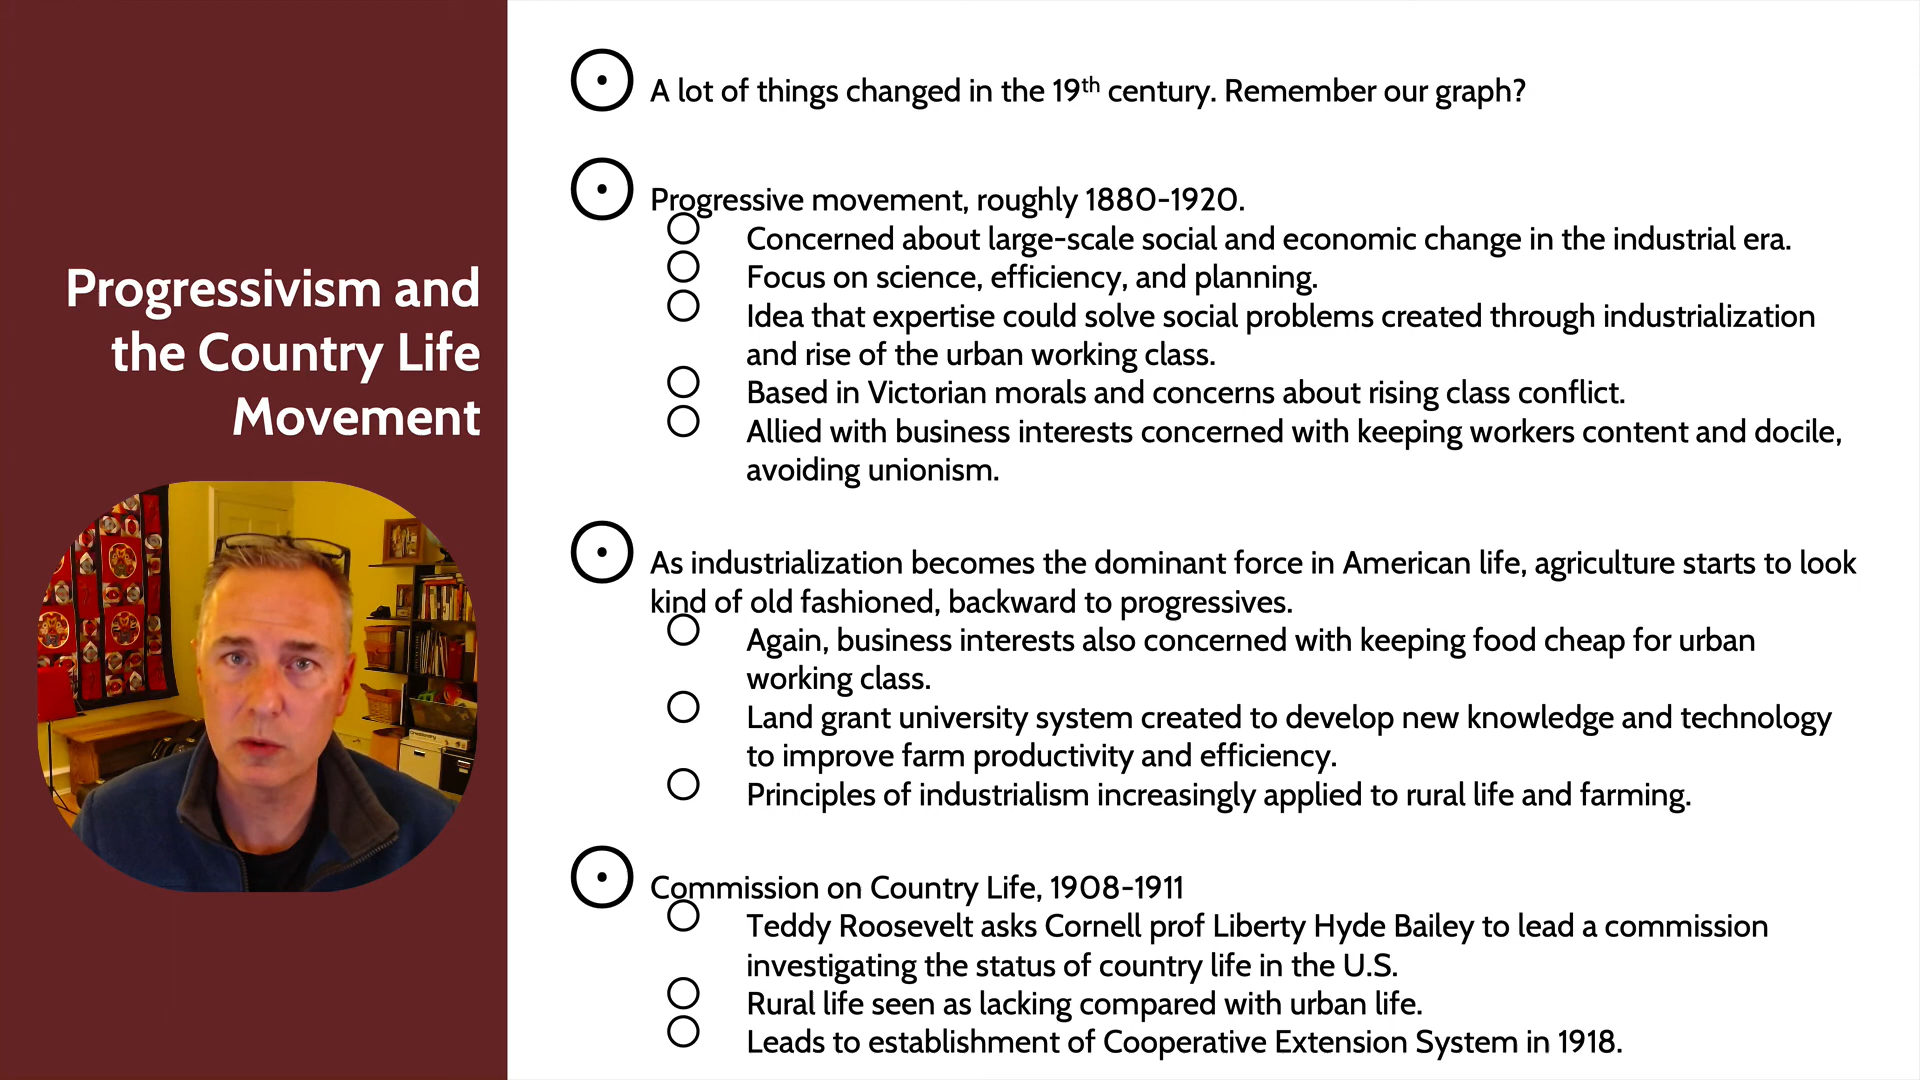 Progressivism and
the Country Life
Movement
A lot of things changed in the 19th century. Remember our graph?
Progressive movement, roughly 1880-1920.
Concerned about large-scale social and economic change in the industrial era.
Focus on science, efficiency, and planning.
Idea that expertise could solve social problems created through industrialization
and rise of the urban working class.
Based in Victorian morals and concerns about rising class conflict.
Allied with business interests concerned with keeping workers content and docile,
avoiding unionism.
As industrialization becomes the dominant force in American life, agriculture starts to look
kind of old fashioned, backward to progressives.
Again, business interests also concerned with keeping food cheap for urban
working class.
Land grant university system created to develop new knowledge and technology
to improve farm productivity and efficiency.
Principles of industrialism increasingly applied to rural life and farming.
Commission on Country Life, 1908-1911
Teddy Roosevelt asks Cornell prof Liberty Hyde Bailey to lead a commission
investigating the status of country life in the U.S.
Rural life seen as lacking compared with urban life.
Leads to establishment of Cooperative Extension System in 1918.